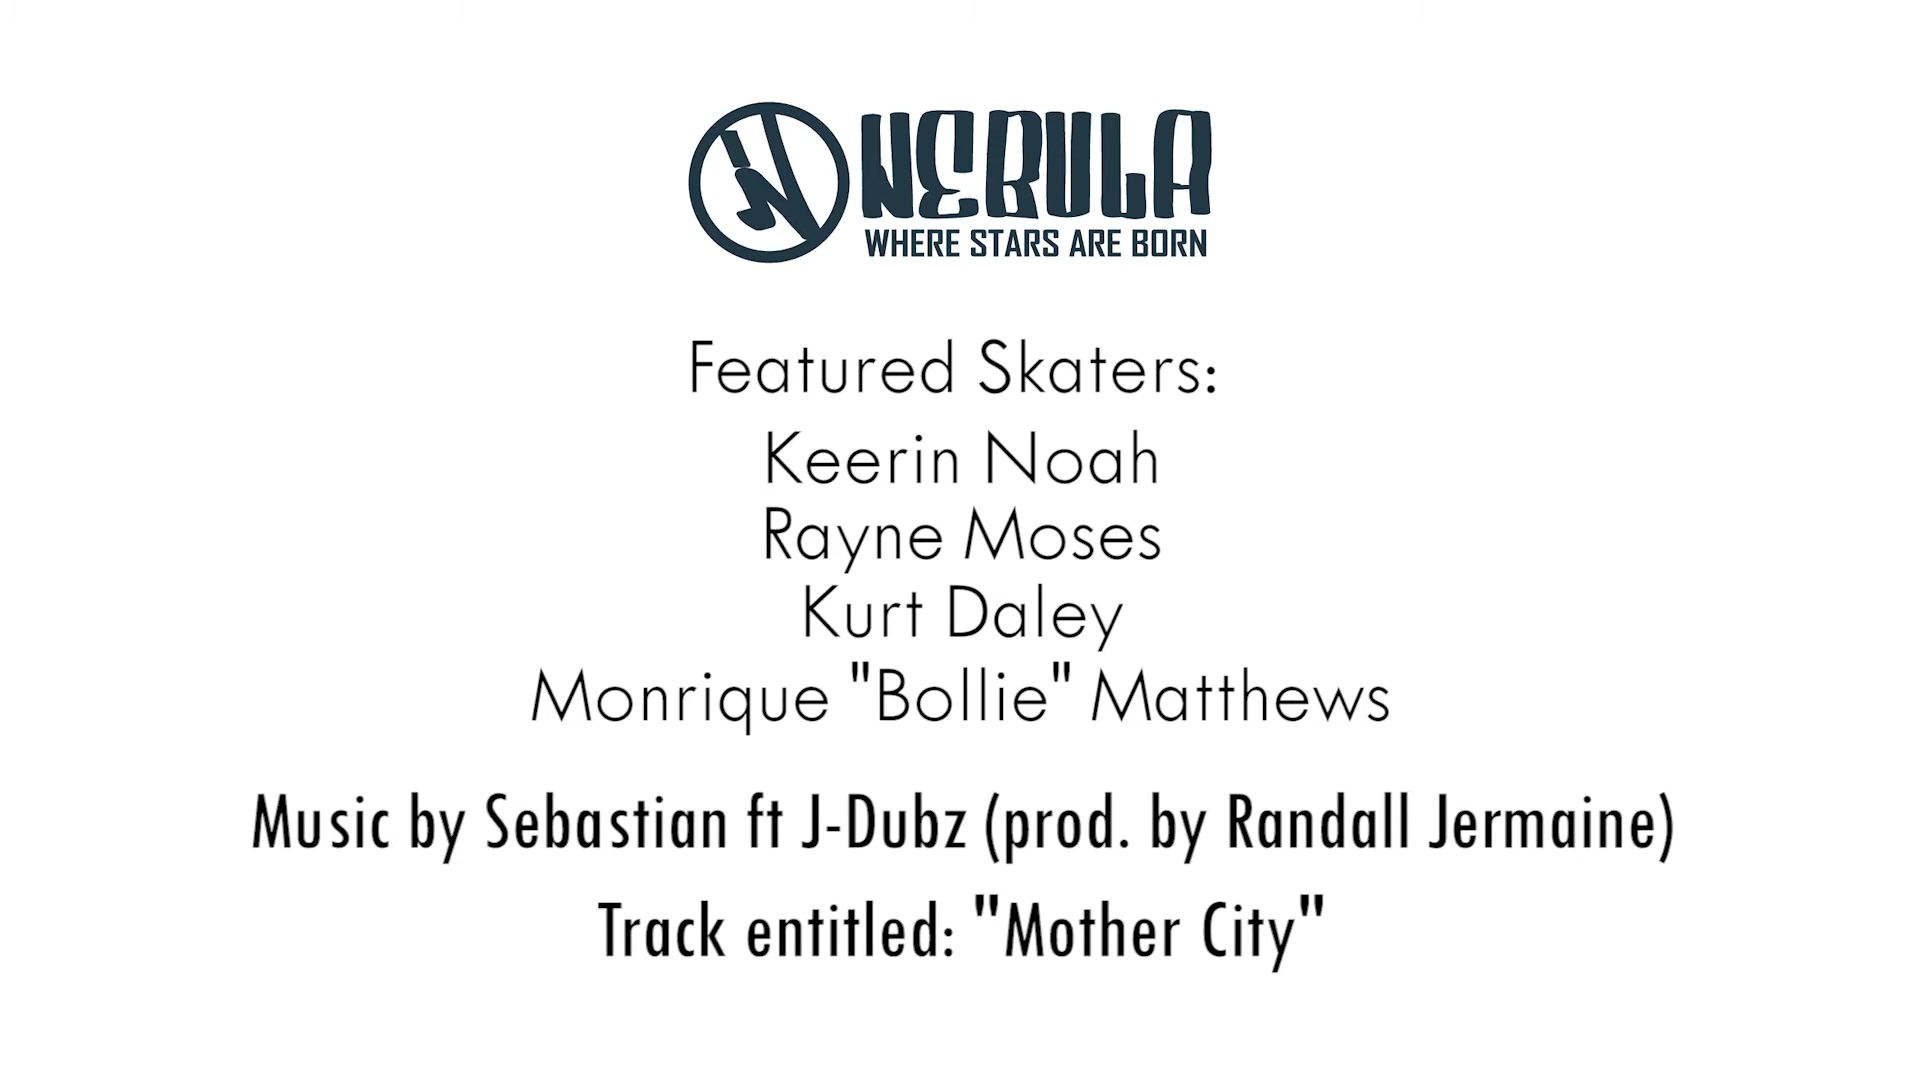 NEBULA
WHERE STARS ARE BORN
Featured Skaters:
Keerin Noah
Rayne Moses
Kurt Daley
Monrique "Bollie" Matthews
Music by Sebastian ft J-Dubz (prod. by Randall Jermaine)
Track entitled: "Mother City"